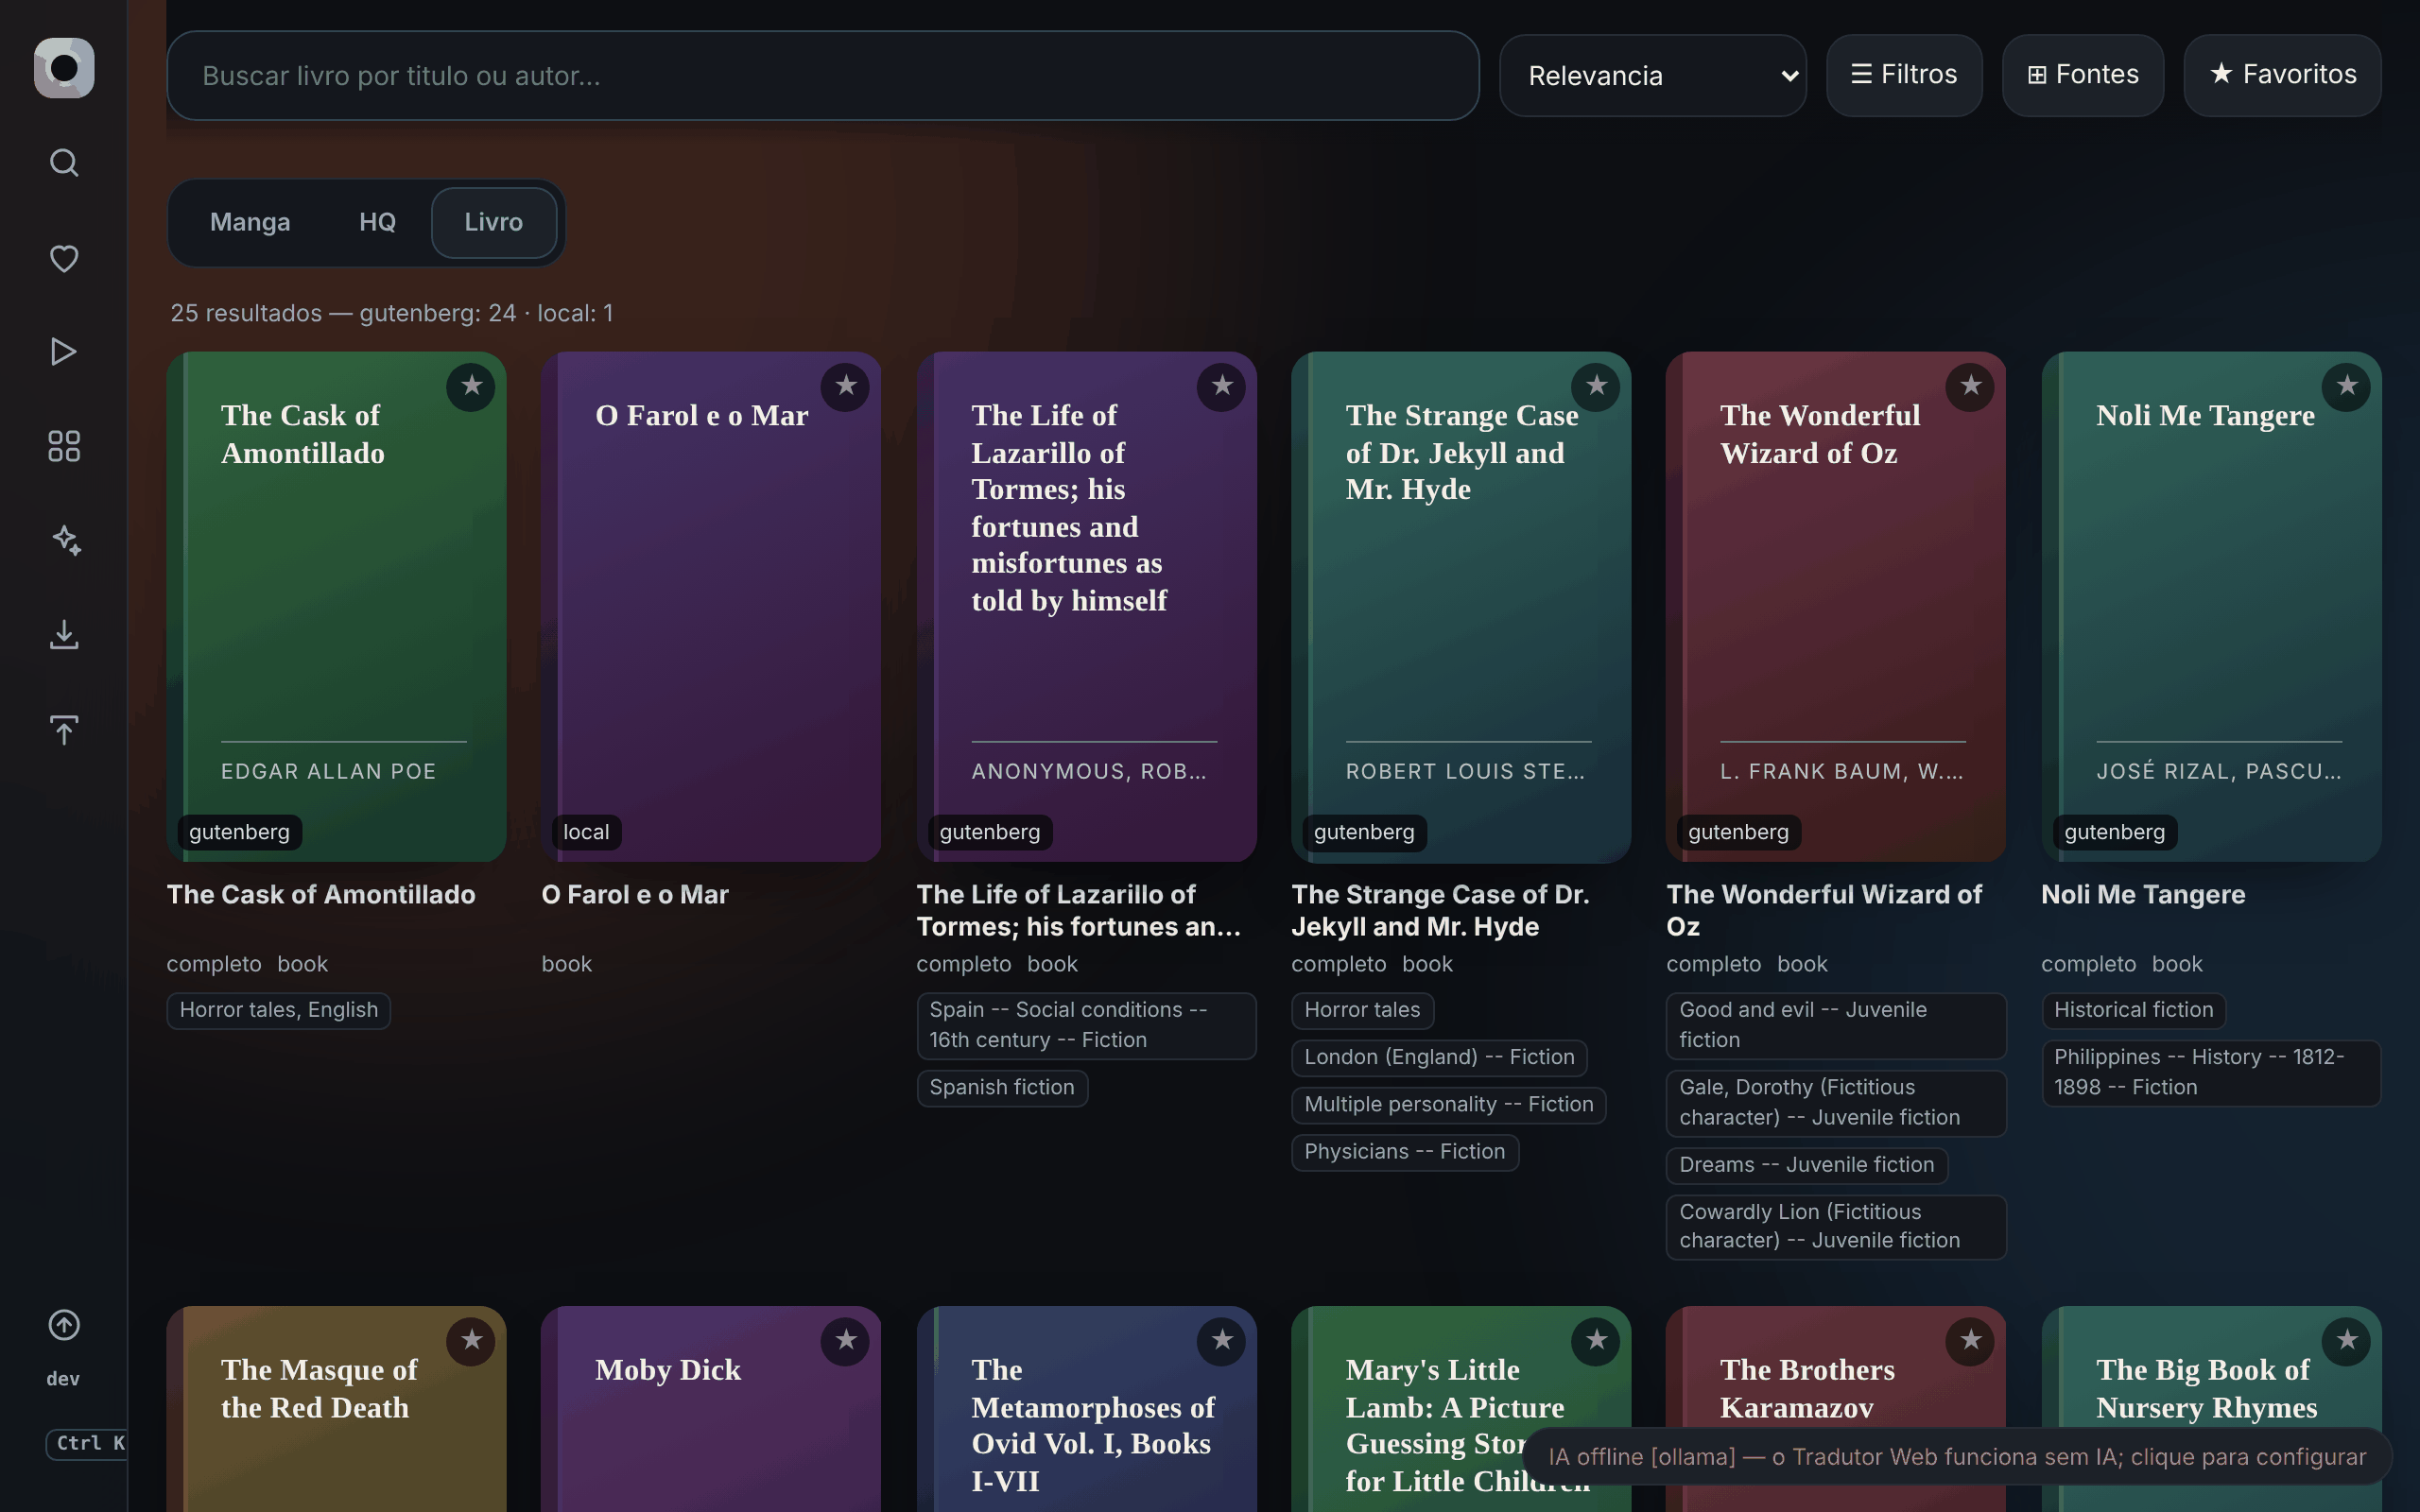 Buscar livro por titulo ou autor...
Relevancia
☰ Filtros
⊞ Fontes
★ Favoritos
Manga
HQ
Livro
25 resultados — gutenberg: 24 · local: 1
The Cask of
Amontillado
EDGAR ALLAN POE
gutenberg
The Cask of Amontillado
completo book
Horror tales, English
O Farol e o Mar
local
O Farol e o Mar
book
The Life of
Lazarillo of
Tormes; his
fortunes and
misfortunes as
told by himself
ANONYMOUS, ROB...
gutenberg
The Life of Lazarillo of
Tormes; his fortunes an...
completo book
Spain -- Social conditions --
16th century -- Fiction
Spanish fiction
The Strange Case
of Dr. Jekyll and
Mr. Hyde
ROBERT LOUIS STE...
gutenberg
The Strange Case of Dr.
Jekyll and Mr. Hyde
completo book
Horror tales
London (England) -- Fiction
Multiple personality -- Fiction
Physicians -- Fiction
The Wonderful
Wizard of Oz
L. FRANK BAUM, W....
gutenberg
The Wonderful Wizard of
Oz
completo book
Good and evil -- Juvenile
fiction
Gale, Dorothy (Fictitious
character) -- Juvenile fiction
Dreams -- Juvenile fiction
Cowardly Lion (Fictitious
character) -- Juvenile fiction
Noli Me Tangere
JOSÉ RIZAL, PASCU...
gutenberg
Noli Me Tangere
completo book
Historical fiction
Philippines -- History -- 1812-
1898 -- Fiction
The Masque of
the Red Death
Moby Dick
The
Metamorphoses of
Ovid Vol. I, Books
I-VII
Mary's Little
Lamb: A Picture
Guessing Stor
for Little Children
The Brothers
Karamazov
The Big Book of
Nursery Rhymes
IA offline [ollama] — o Tradutor Web funciona sem IA; clique para configurar
dev
Ctrl K